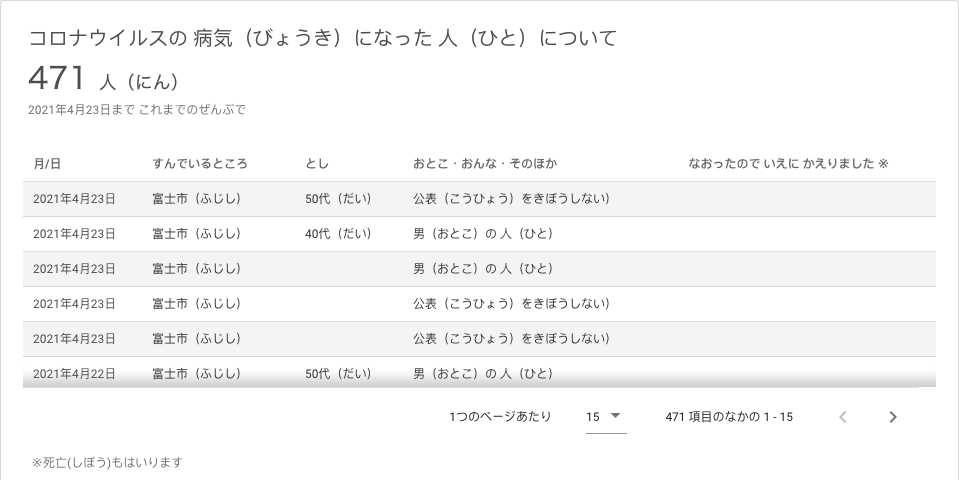 コロナウイルスの 病気（びょうき）になった 人（ひと）について
471 人（にん）
2021年4月23日まで これまでのぜんぶで
月/日 すんでいるところ とし おとこ・おんな・そのほか なおったので いえに かえりました ※
2021年4月23日 富士市（ふじし） 50代（だい） 公表（こうひょう）をきぼうしない）
2021年4月23日 富士市（ふじし） 40代（だい） 男（おとこ）の 人（ひと）
2021年4月23日 富士市（ふじし） 男（おとこ）の 人（ひと）
2021年4月23日 富士市（ふじし） 公表（こうひょう）をきぼうしない）
2021年4月23日 富士市（ふじし） 公表（こうひょう）をきぼうしない）
2021年4月22日 富士市（ふじし） 50代（だい） 男（おとこ）の 人（ひと）
1つのページあたり 15 471 項目のなかの 1 - 15
※死亡(しぼう)もはいります